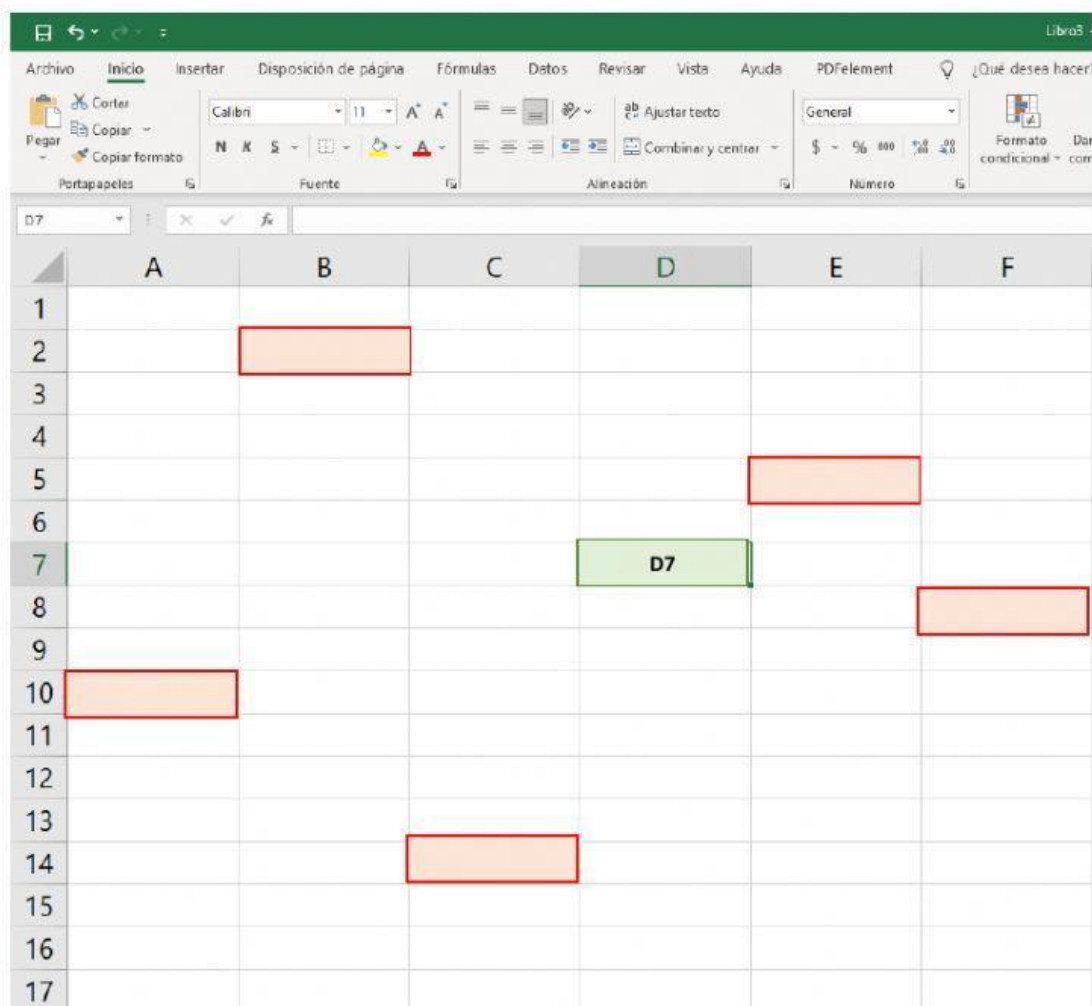 Libro3 -
Archivo Inicio Insertar Disposición de página Fórmulas Datos Revisar Vista Ayuda PDFelement ¿Qué desea hacer?
Cortar
Copiar
Pegar
Copiar formato
Calibri 11 A A
N K S A
ab Ajustar texto
Combinar y centrar
General
$ % 000
Formato condicional
Portapapeles Fuente Alineación Número
D7 fx
A B C D E F
1
2
3
4
5
6
7 D7
8
9
10
11
12
13
14
15
16
17